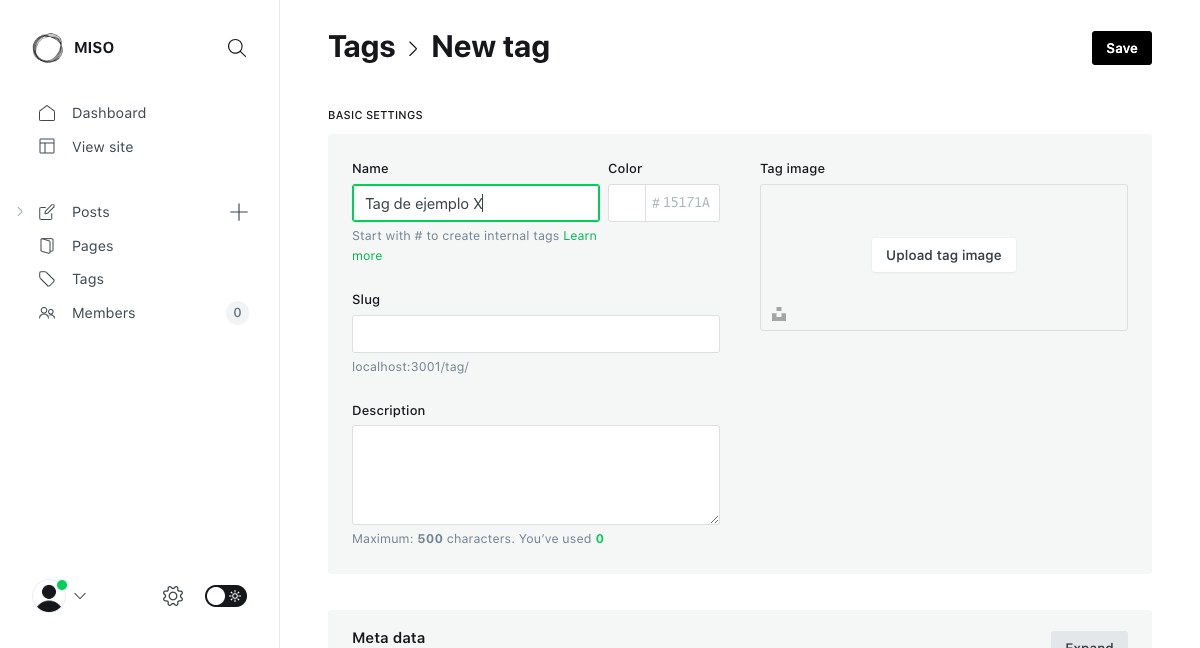 MISO
Dashboard
View site
Posts
Pages
Tags
Members
0
Tags > New tag
Save
BASIC SETTINGS
Name
Tag de ejemplo X
Start with # to create internal tags Learn
more
Color
# 15171A
Tag image
Upload tag image
Slug
localhost:3001/tag/
Description
Maximum: 500 characters. You’ve used 0
Meta data
Expand